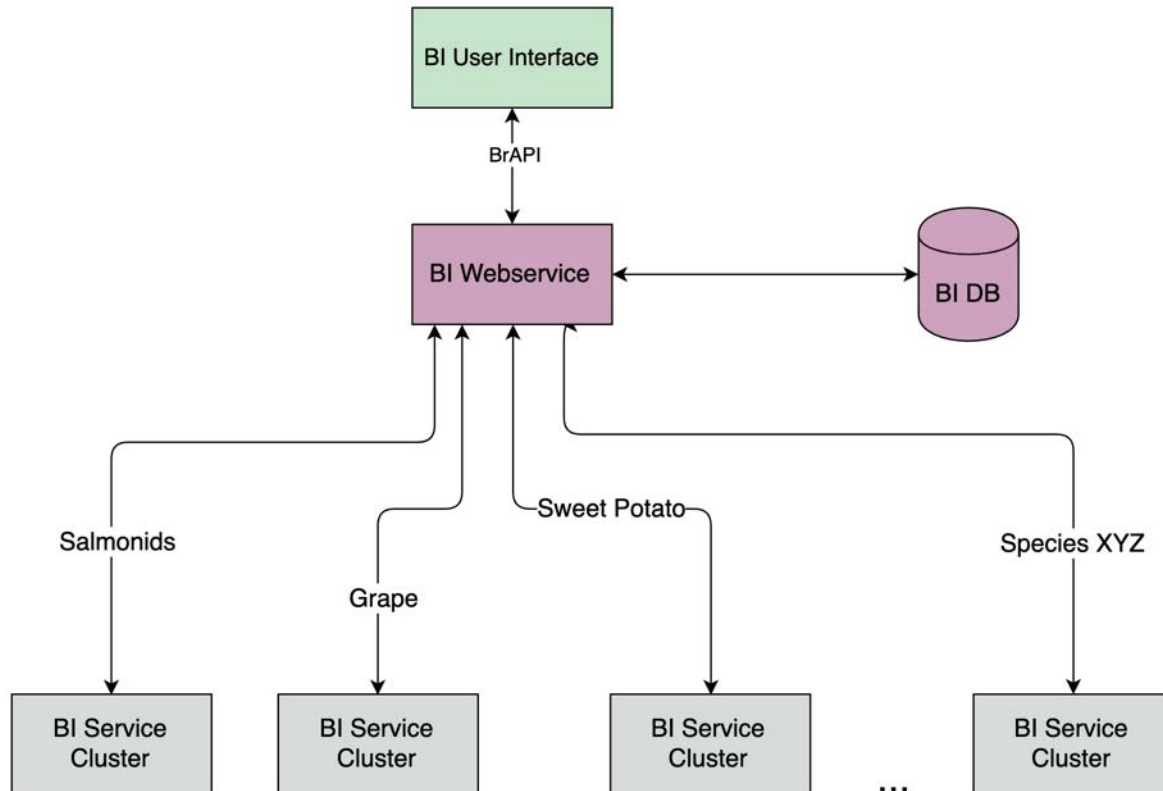 BI User Interface
BrAPI
BI Webservice
BI DB
Sweet Potato
Salmonids
Species XYZ
Grape
BI Service
Cluster
BI Service
Cluster
BI Service
Cluster
BI Service
Cluster
...